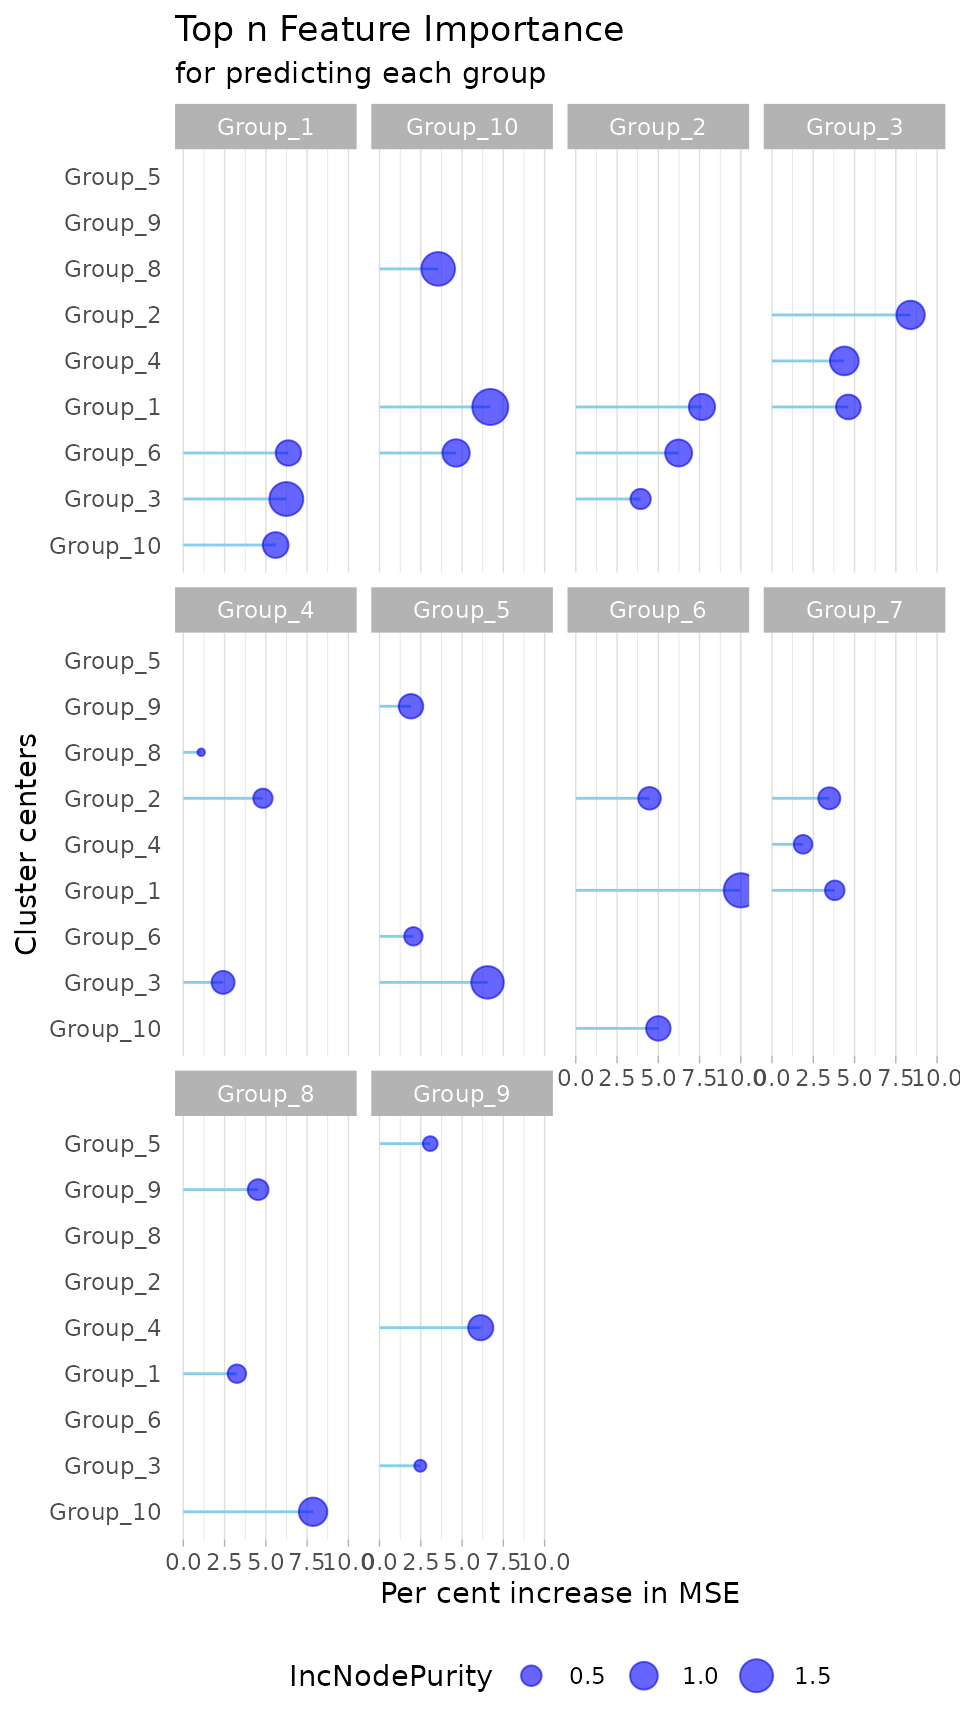 Top n Feature Importance
for predicting each group
Group_1 Group_10 Group_2 Group_3
Group_5
Group_9
Group_8
Group_2
Group_4
Group_1
Group_6
Group_3
Group_10
Group_4 Group_5 Group_6 Group_7
Group_5
Group_9
Group_8
Group_2
Group_4
Group_1
Group_6
Group_3
Group_10
Cluster centers
0.0 2.5 5.0 7.5 10.0 0.0 2.5 5.0 7.5 10.0
Group_8 Group_9
Group_5
Group_9
Group_8
Group_2
Group_4
Group_1
Group_6
Group_3
Group_10
0.0 2.5 5.0 7.5 10.0 0.0 2.5 5.0 7.5 10.0
Per cent increase in MSE
IncNodePurity 0.5 1.0 1.5